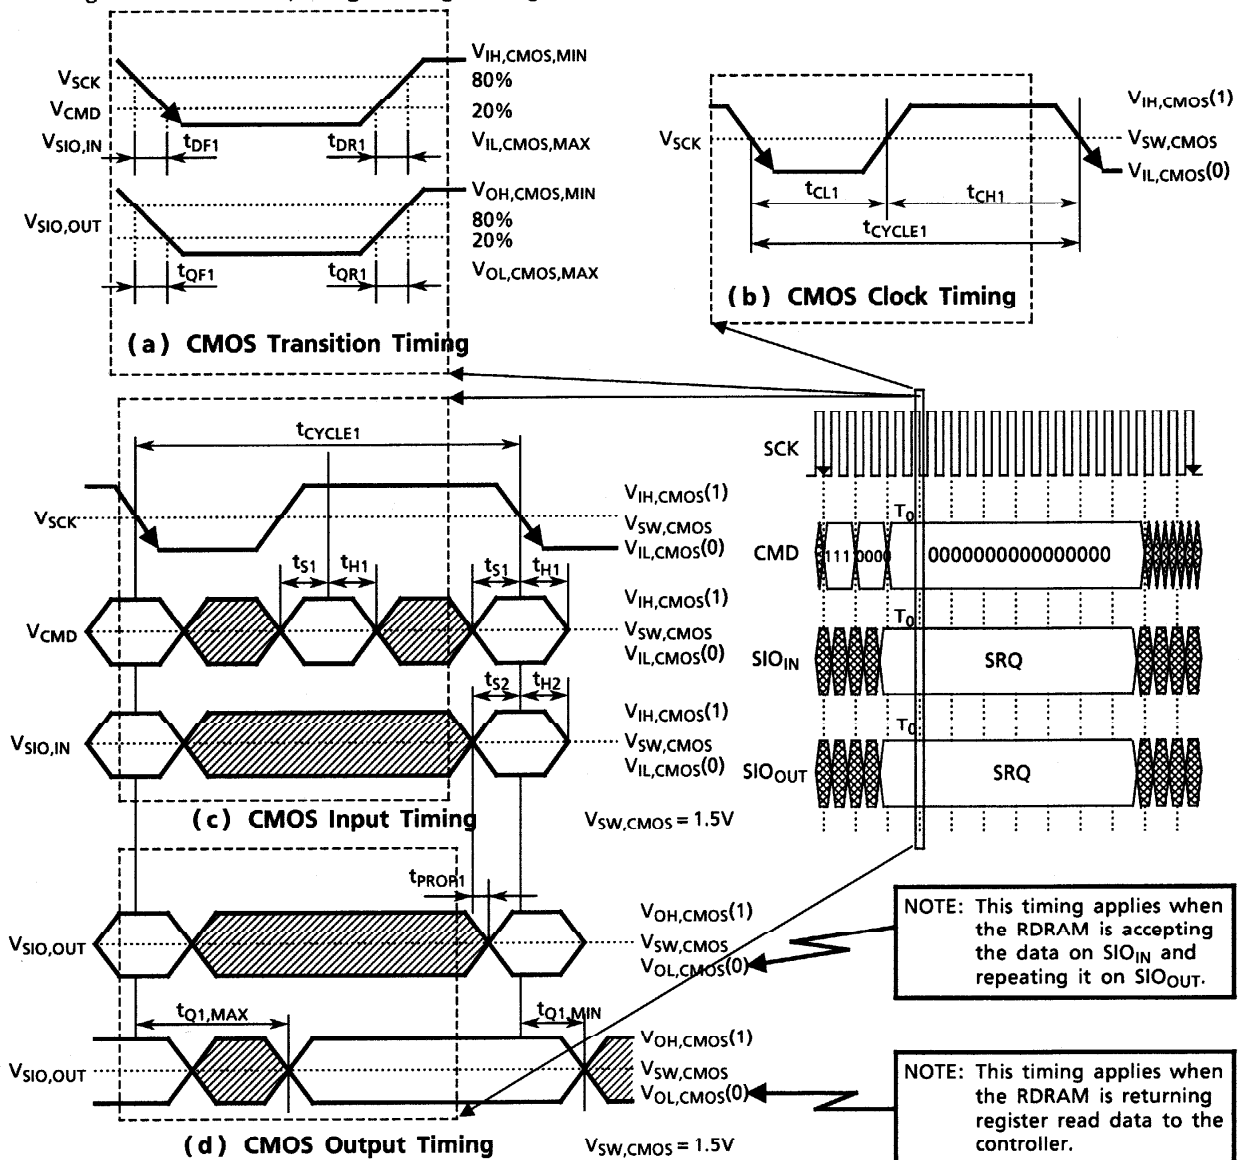 V_IH,CMOS,MIN
V_SCK 80%
V_CMD 20%
V_SIO,IN t_DF1 t_DR1 V_IL,CMOS,MAX
V_OH,CMOS,MIN
V_SIO,OUT 80%
20%
t_QF1 t_QR1 V_OL,CMOS,MAX
(a) CMOS Transition Timing
V_IH,CMOS(1)
V_SCK V_SW,CMOS
V_IL,CMOS(0)
t_CL1 t_CH1
t_CYCLE1
(b) CMOS Clock Timing
t_CYCLE1
V_IH,CMOS(1)
V_SCK V_SW,CMOS
V_IL,CMOS(0)
t_S1 t_H1 t_S1 t_H1
V_IH,CMOS(1)
V_CMD V_SW,CMOS
V_IL,CMOS(0)
t_S2 t_H2
V_IH,CMOS(1)
V_SIO,IN V_SW,CMOS
V_IL,CMOS(0)
(c) CMOS Input Timing V_SW,CMOS = 1.5V
SCK
T_0
CMD 111 0000 0000000000000000
T_0
SIO_IN SRQ
T_0
SIO_OUT SRQ
t_PROP1
V_OH,CMOS(1)
V_SIO,OUT V_SW,CMOS
V_OL,CMOS(0)
NOTE: This timing applies when
the RDRAM is accepting
the data on SIO_IN and
repeating it on SIO_OUT.
t_Q1,MAX t_Q1,MIN
V_OH,CMOS(1)
V_SIO,OUT V_SW,CMOS
V_OL,CMOS(0)
NOTE: This timing applies when
the RDRAM is returning
register read data to the
controller.
(d) CMOS Output Timing V_SW,CMOS = 1.5V